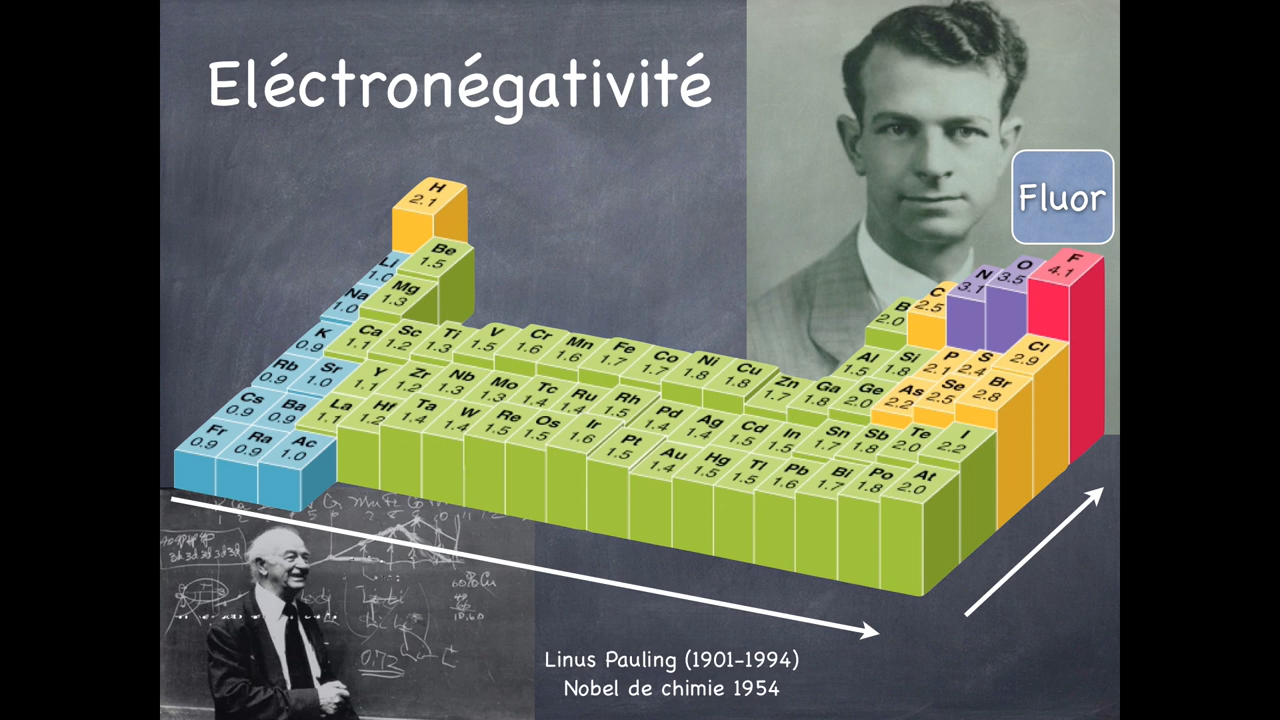 Eléctronégativité
Fluor
H
2.1
Li
1.0
Be
1.5
B
2.0
C
2.5
N
3.1
O
3.5
F
4.1
Na
1.0
Mg
1.3
Al
1.5
Si
1.8
P
2.1
S
2.4
Cl
2.9
K
0.9
Ca
1.1
Sc
1.2
Ti
1.3
V
1.5
Cr
1.6
Mn
1.6
Fe
1.7
Co
1.7
Ni
1.8
Cu
1.8
Zn
1.7
Ga
1.8
Ge
2.0
As
2.2
Se
2.5
Br
2.8
Rb
0.9
Sr
1.0
Y
1.1
Zr
1.2
Nb
1.3
Mo
1.4
Tc
1.4
Ru
1.4
Rh
1.5
Pd
1.4
Ag
1.4
Cd
1.5
In
1.5
Sn
1.7
Sb
1.8
Te
2.0
I
2.2
Cs
0.9
Ba
0.9
La
1.1
Hf
1.2
Ta
1.4
W
1.4
Re
1.5
Os
1.5
Ir
1.6
Pt
1.5
Au
1.4
Hg
1.5
Tl
1.5
Pb
1.6
Bi
1.7
Po
1.8
At
2.0
Fr
0.9
Ra
0.9
Ac
1.0
60% Cu
0.72
10.60
Linus Pauling (1901-1994)
Nobel de chimie 1954